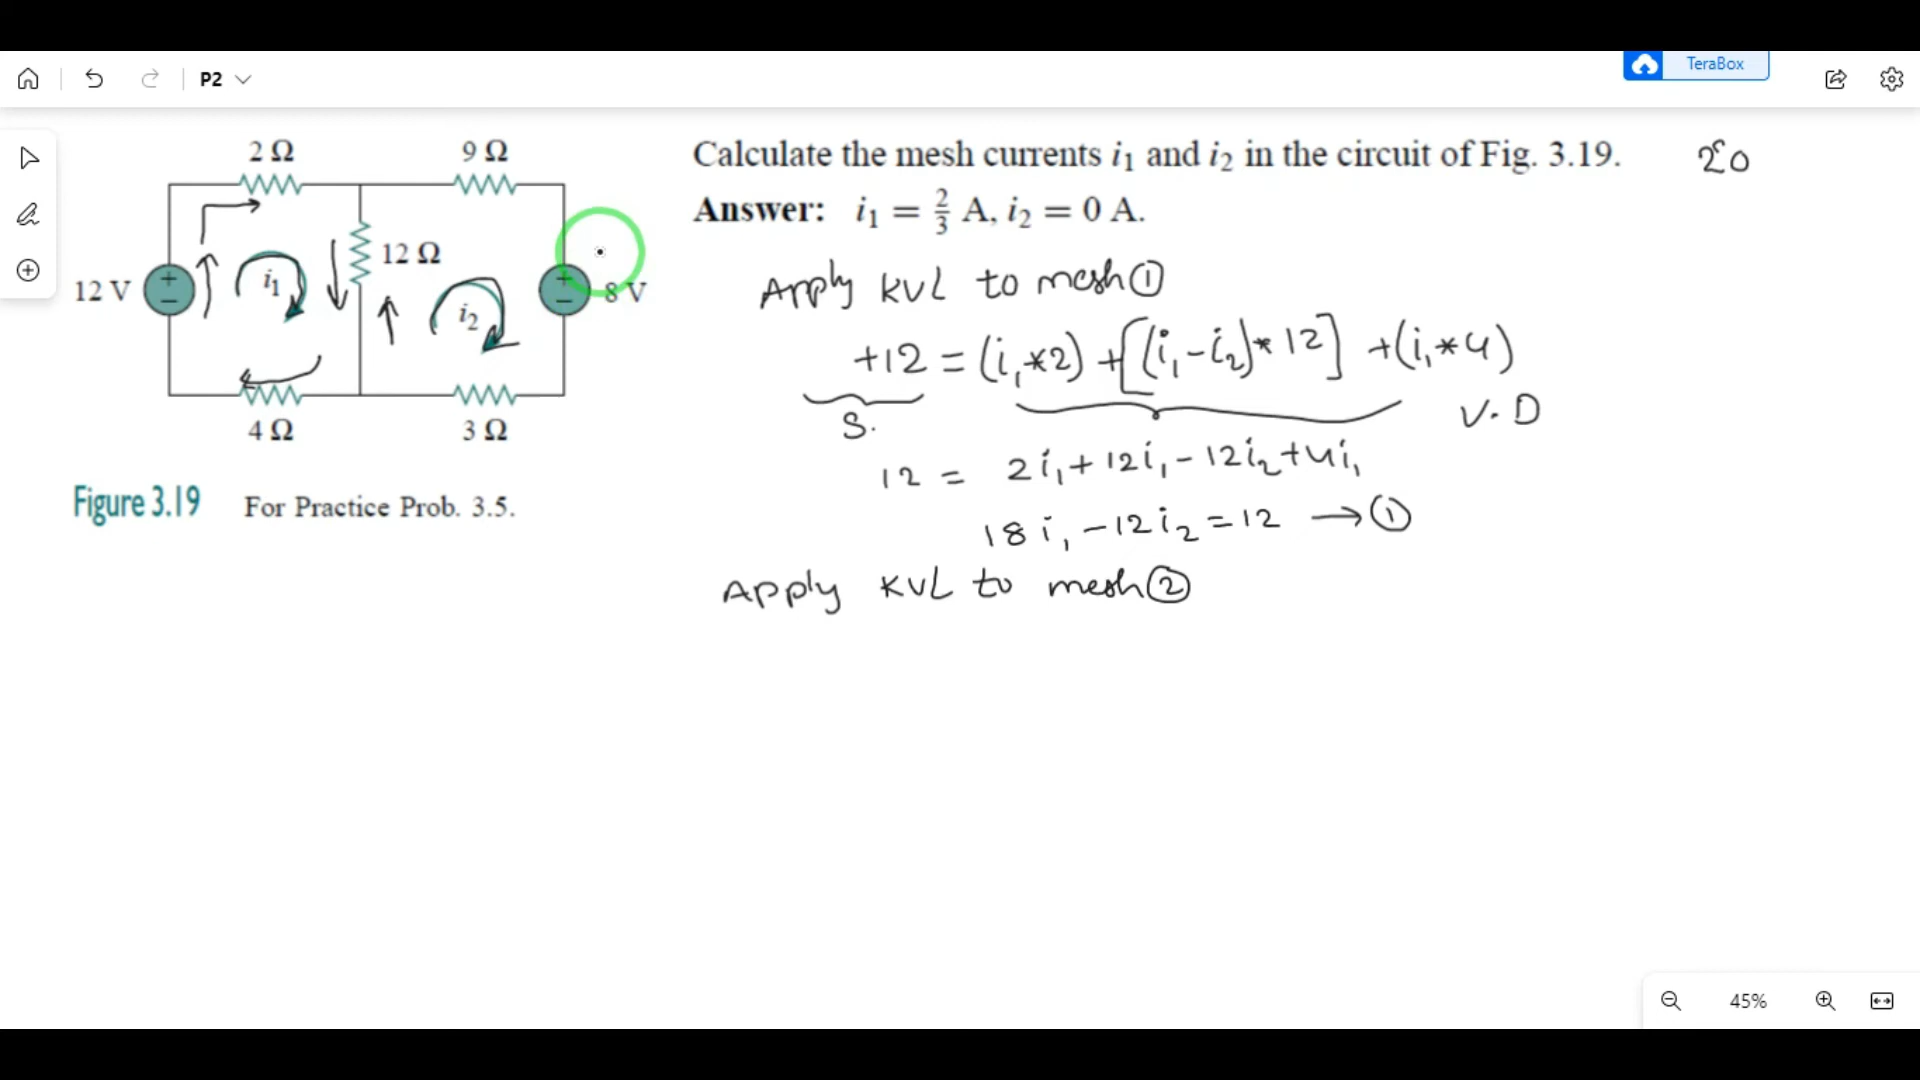 TeraBox
P2
2 Ω
9 Ω
12 Ω
12 V
+
−
i1
i2
+
−
8 V
4 Ω
3 Ω
Figure 3.19 For Practice Prob. 3.5.
Calculate the mesh currents i1 and i2 in the circuit of Fig. 3.19.
Answer: i1 = 2/3 A, i2 = 0 A.
Apply KVL to mesh ①
+12 = (i1*2) + [(i1-i2)*12] + (i1*4)
S.
V.D
12 = 2i1+12i1-12i2+4i1
18i1-12i2=12 → ①
Apply KVL to mesh ②
45%